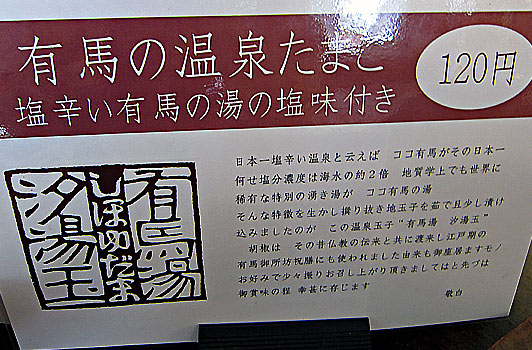 有馬の温泉たまご
塩辛い有馬の湯の塩味付き
120円
日本一塩辛い温泉と云えば ココ有馬がその日本一
何せ塩分濃度は海水の約2倍 地質学上でも世界に
稀有な特別の湧き湯が ココ有馬の湯
そんな特徴を生かし撰り抜き地玉子を茹で且少し漬け
込みましたのが この温泉玉子"有馬湯 汐湯玉"
胡椒は その昔仏教の伝来と共に渡来し江戸期の
有馬御所坊祝膳にも使われました由来も御座居ますモノ
お好みで少々振りお召し上がり頂きましてはと先づは
御賞味の程 幸甚に存じます
敬白
有馬湯
汐湯玉